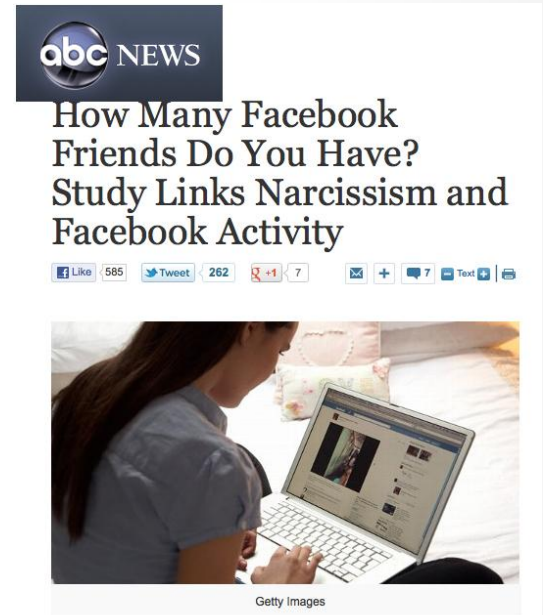 abc NEWS
How Many Facebook
Friends Do You Have?
Study Links Narcissism and
Facebook Activity
Like 585 Tweet 262 +1 7 7 Text
Getty Images